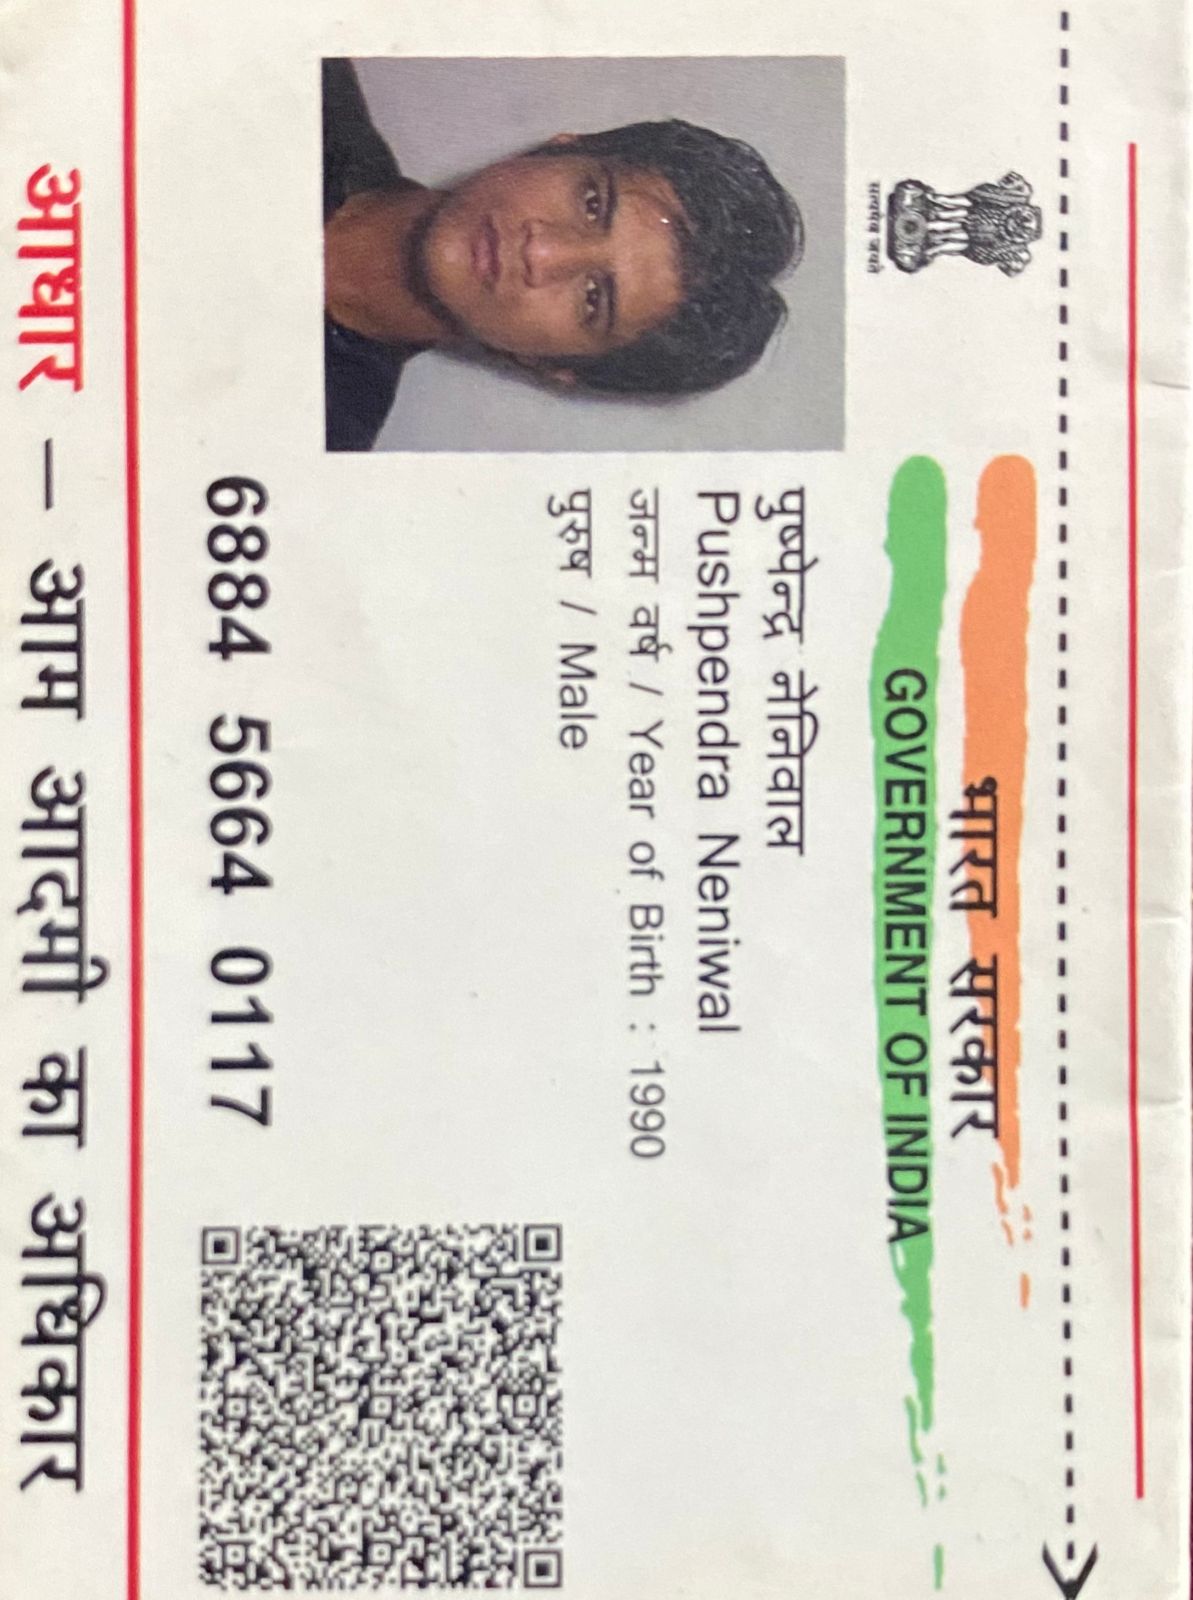 सत्यमेव जयते
भारत सरकार
GOVERNMENT OF INDIA
पुष्पेन्द्र नेनिवाल
Pushpendra Neniwal
जन्म वर्ष / Year of Birth : 1990
पुरुष / Male
6884 5664 0117
आधार — आम आदमी का अधिकार